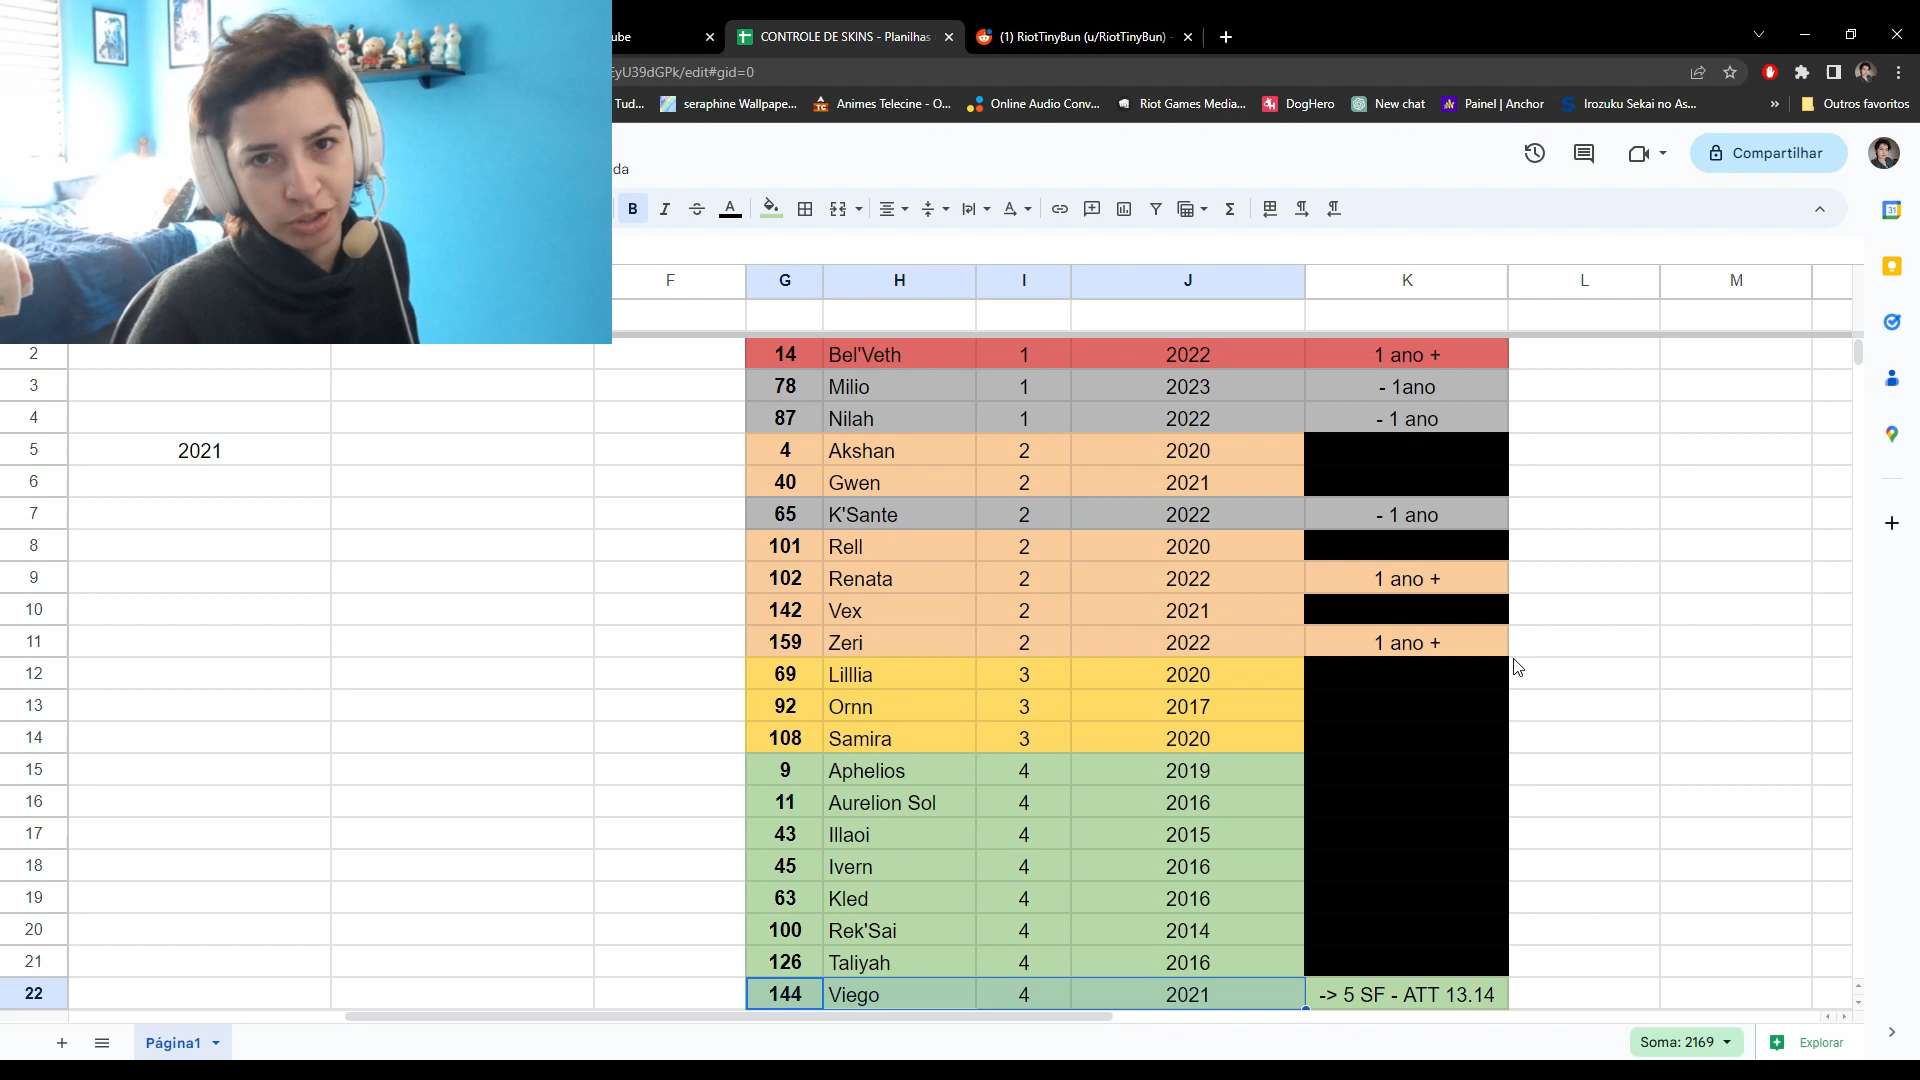 ube
CONTROLE DE SKINS - Planilhas
(1) RiotTinyBun (u/RiotTinyBun) -
EyU39dGPk/edit#gid=0
Tud...
seraphine Wallpape...
Animes Telecine - O...
Online Audio Conv...
Riot Games Media...
DogHero
New chat
Painel | Anchor
Irozuku Sekai no As...
»
Outros favoritos
da
Compartilhar
B I S A
F G H I J K L M
2 14 Bel'Veth 1 2022 1 ano +
3 78 Milio 1 2023 - 1ano
4 87 Nilah 1 2022 - 1 ano
5 2021 4 Akshan 2 2020
6 40 Gwen 2 2021
7 65 K'Sante 2 2022 - 1 ano
8 101 Rell 2 2020
9 102 Renata 2 2022 1 ano +
10 142 Vex 2 2021
11 159 Zeri 2 2022 1 ano +
12 69 Lilllia 3 2020
13 92 Ornn 3 2017
14 108 Samira 3 2020
15 9 Aphelios 4 2019
16 11 Aurelion Sol 4 2016
17 43 Illaoi 4 2015
18 45 Ivern 4 2016
19 63 Kled 4 2016
20 100 Rek'Sai 4 2014
21 126 Taliyah 4 2016
22 144 Viego 4 2021 -> 5 SF - ATT 13.14
Página1
Soma: 2169
Explorar